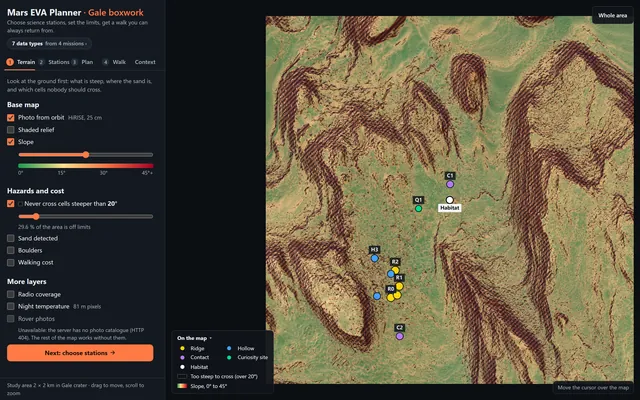 Mars EVA Planner · Gale boxwork
Choose science stations, set the limits, get a walk you can
always return from.
7 data types from 4 missions ›
1 Terrain 2 Stations 3 Plan 4 Walk Context
Look at the ground first: what is steep, where the sand is,
and which cells nobody should cross.
Base map
Photo from orbit HiRISE, 25 cm
Shaded relief
Slope
0° 15° 30° 45°+
Hazards and cost
Never cross cells steeper than 20°
29.6 % of the area is off limits
Sand detected
Boulders
Walking cost
More layers
Radio coverage
Night temperature 81 m pixels
Rover photos
Unavailable: the server has no photo catalogue (HTTP
404). The rest of the map works without them.
Next: choose stations →
Study area 2 × 2 km in Gale crater · drag to move, scroll to
zoom
Whole area
C1
Q1
Habitat
H3
R2
R1
R0
C2
On the map
Ridge
Hollow
Contact
Curiosity site
Habitat
Too steep to cross (over 20°)
Slope, 0° to 45°
Move the cursor over the map